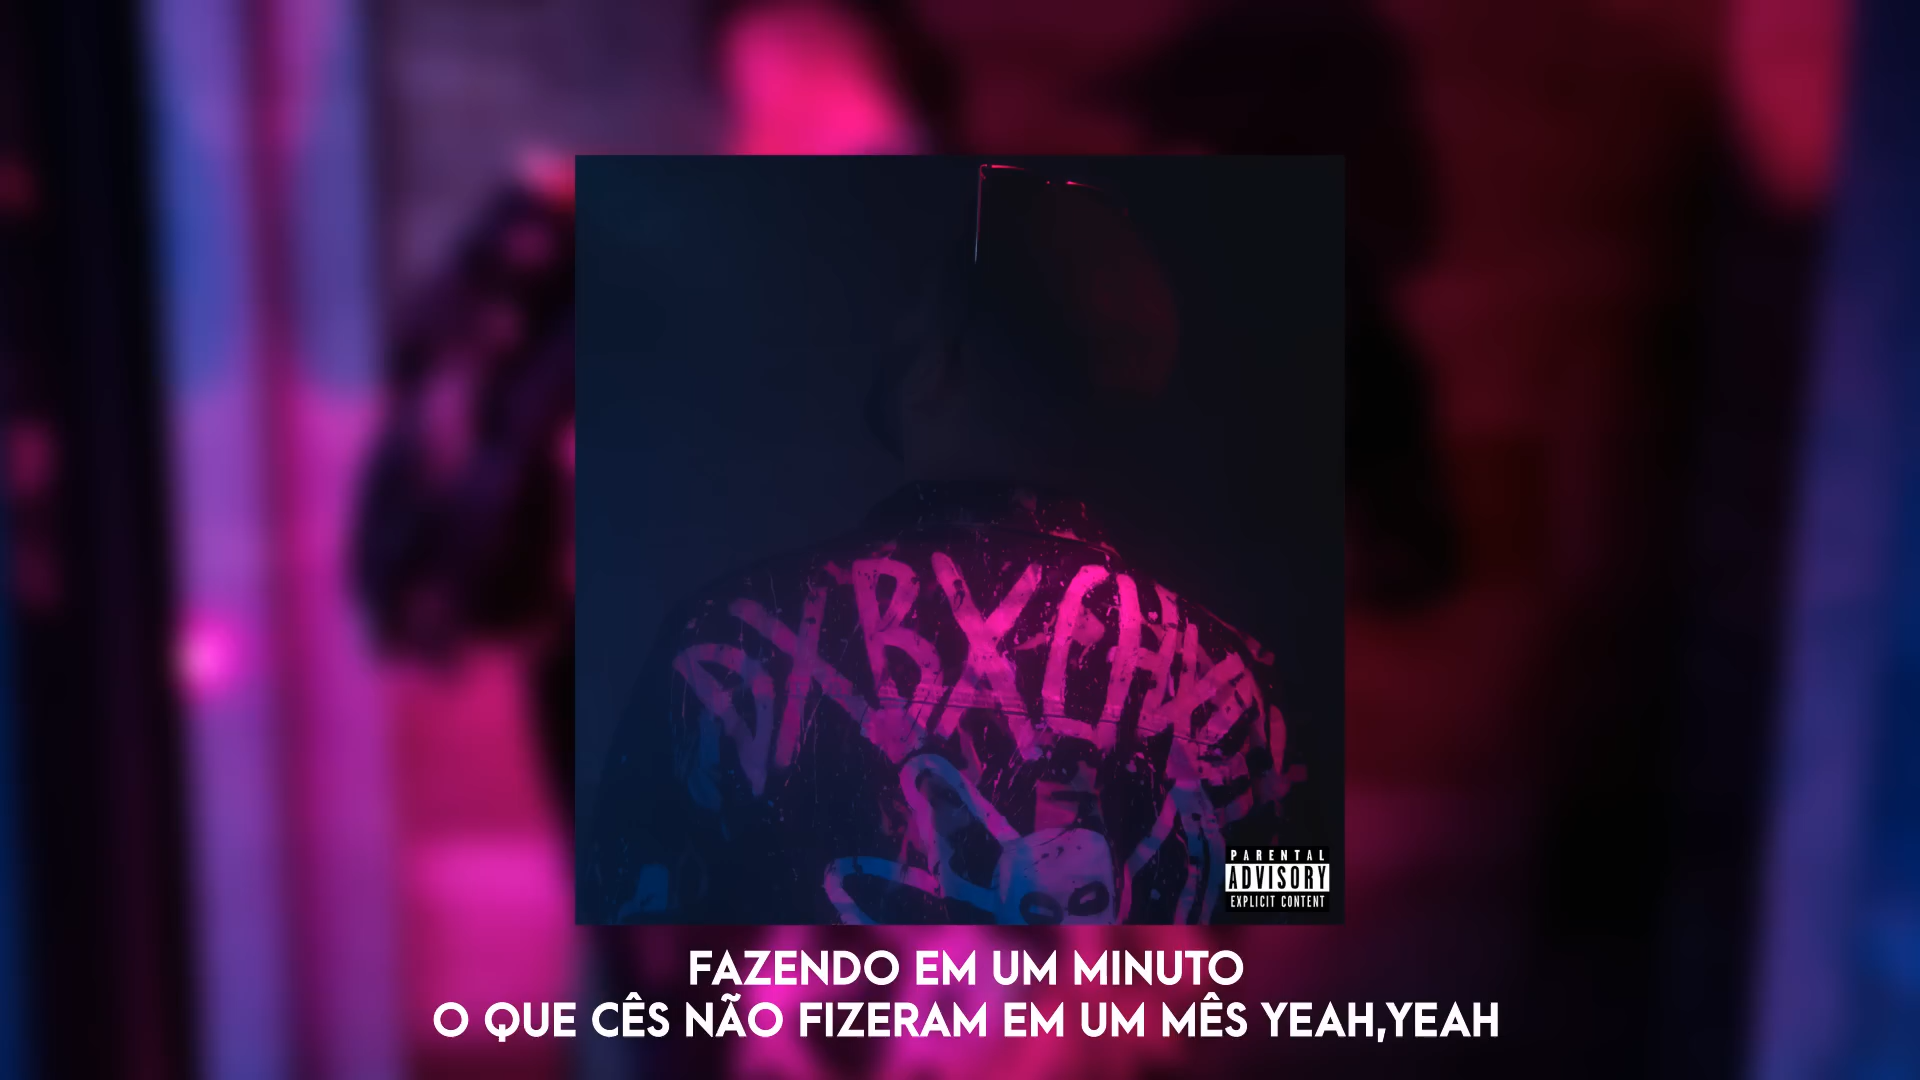 PARENTAL
ADVISORY
EXPLICIT CONTENT
FAZENDO EM UM MINUTO
O QUE CÊS NÃO FIZERAM EM UM MÊS YEAH,YEAH